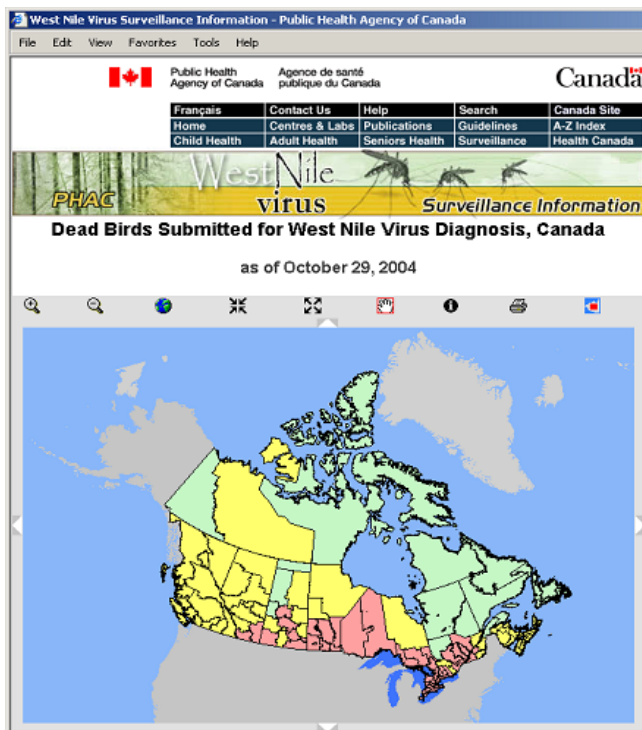 West Nile Virus Surveillance Information - Public Health Agency of Canada
File Edit View Favorites Tools Help
Public Health Agence de santé
Agency of Canada publique du Canada
Canada
Français Contact Us Help Search Canada Site
Home Centres & Labs Publications Guidelines A-Z Index
Child Health Adult Health Seniors Health Surveillance Health Canada
West Nile
PHAC virus Surveillance Information
Dead Birds Submitted for West Nile Virus Diagnosis, Canada
as of October 29, 2004